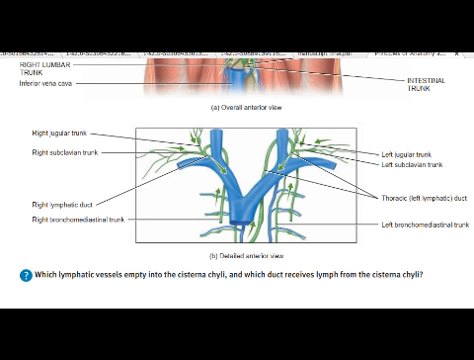 RIGHT LUMBAR
TRUNK
Inferior vena cava
INTESTINAL
TRUNK
(a) Overall anterior view
Right jugular trunk
Right subclavian trunk
Left jugular trunk
Left subclavian trunk
Right lymphatic duct
Thoracic (left lymphatic) duct
Right bronchomediastinal trunk
Left bronchomediastinal trunk
(b) Detailed anterior view
? Which lymphatic vessels empty into the cisterna chyli, and which duct receives lymph from the cisterna chyli?